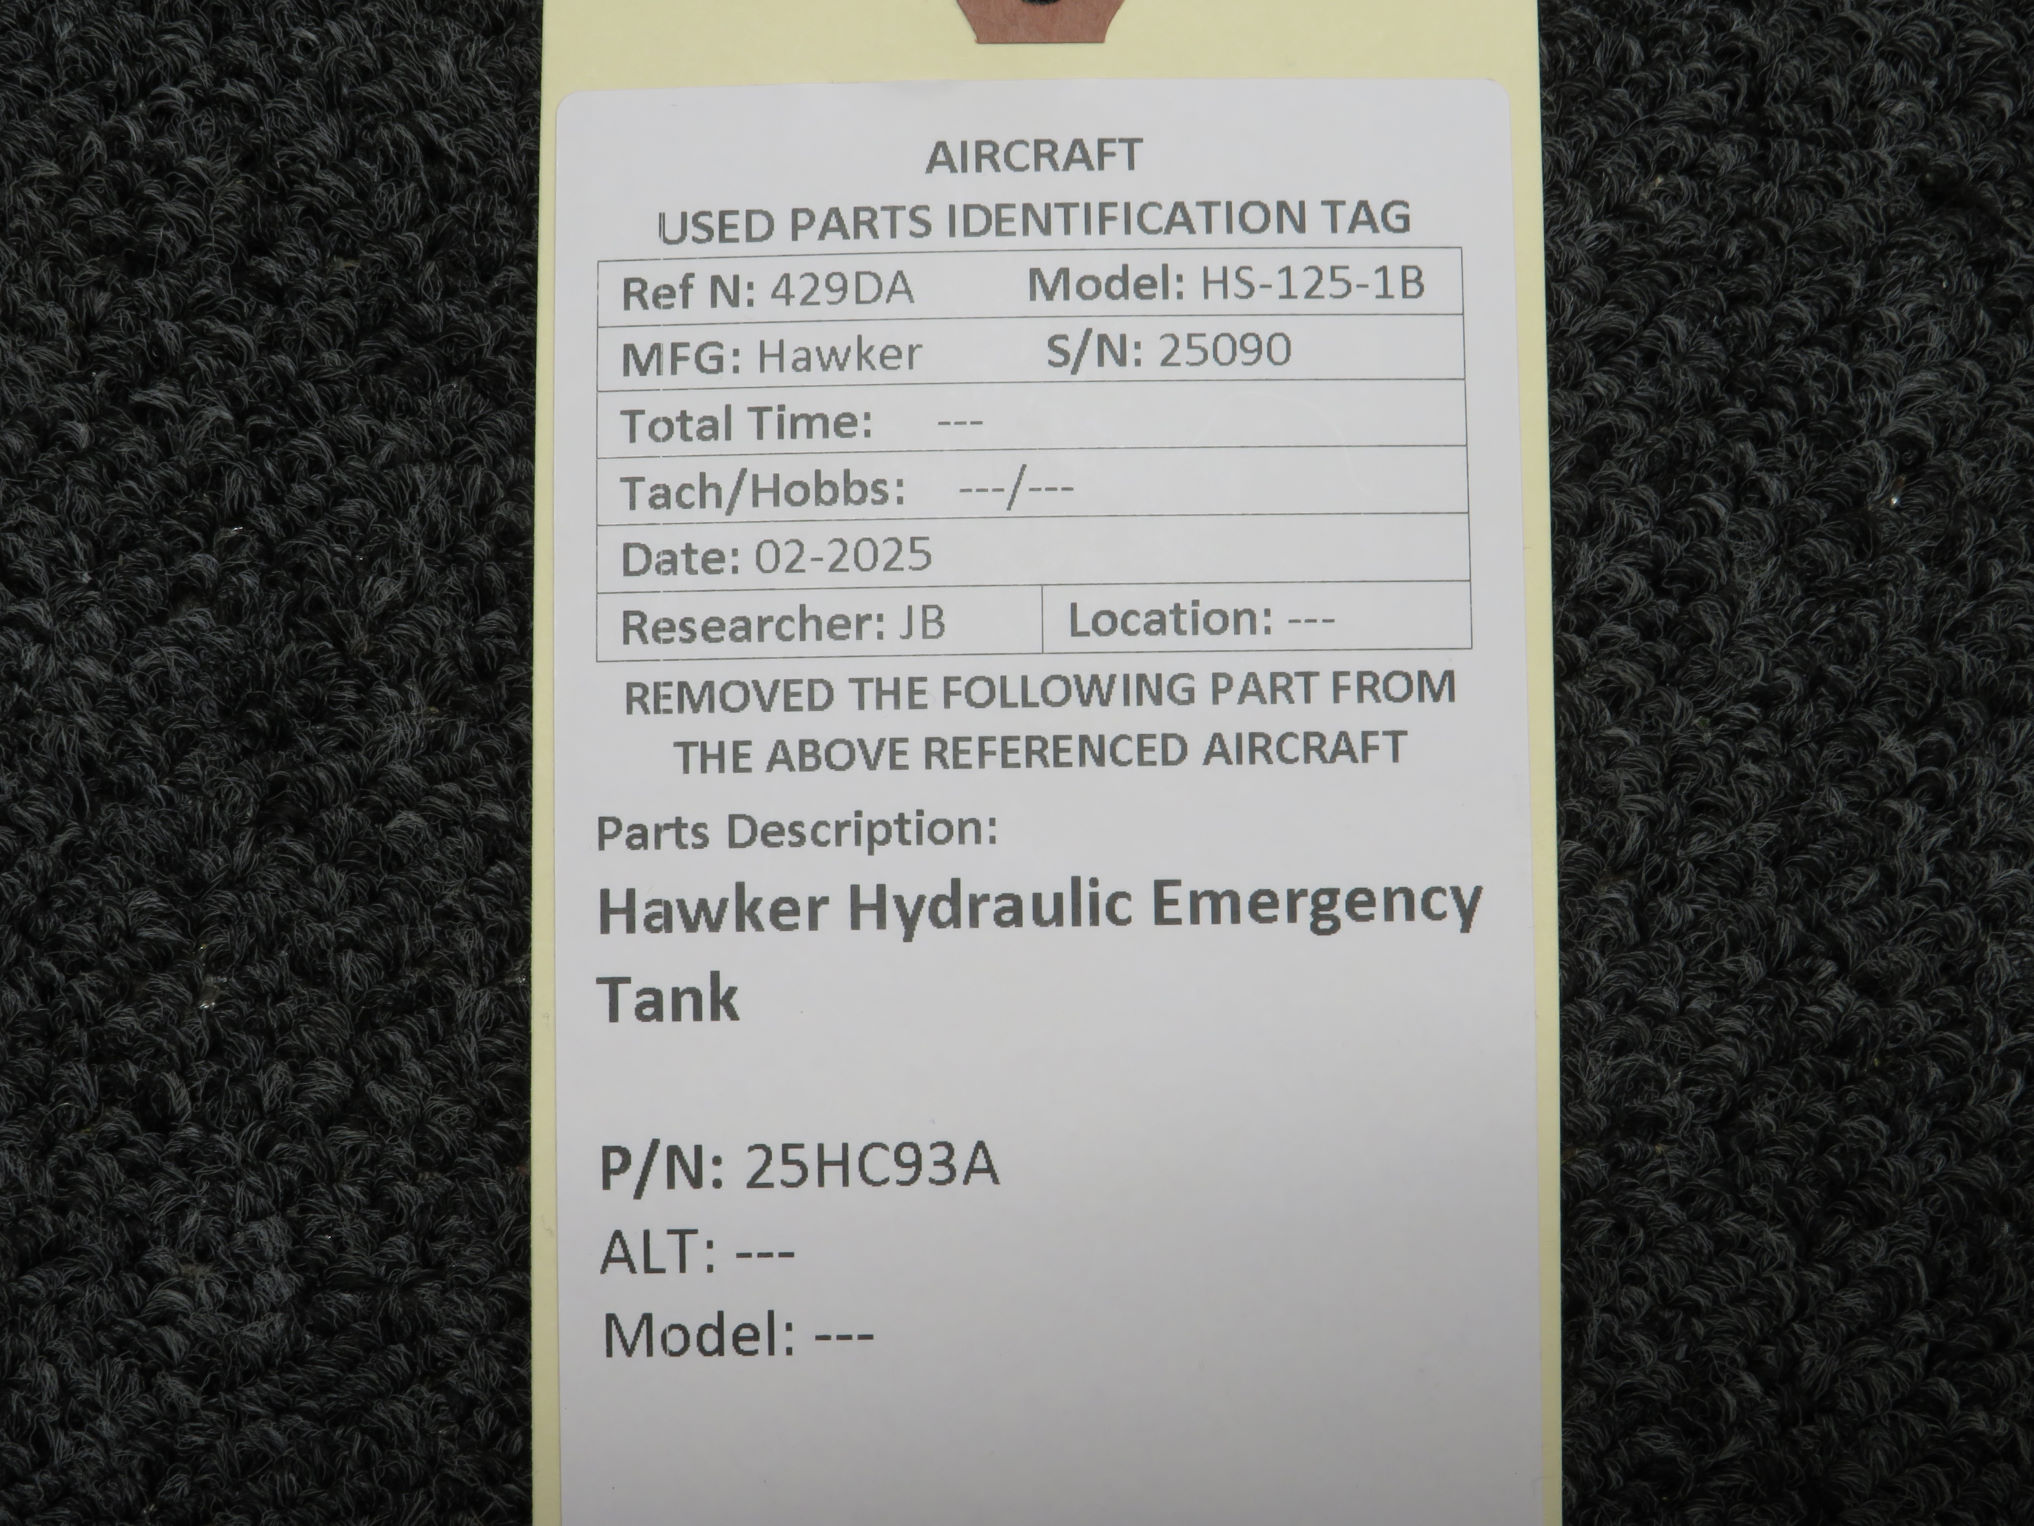 AIRCRAFT
USED PARTS IDENTIFICATION TAG
Ref N: 429DA Model: HS-125-1B
MFG: Hawker S/N: 25090
Total Time: ---
Tach/Hobbs: ---/---
Date: 02-2025
Researcher: JB Location: ---
REMOVED THE FOLLOWING PART FROM
THE ABOVE REFERENCED AIRCRAFT
Parts Description:
Hawker Hydraulic Emergency
Tank
P/N: 25HC93A
ALT: ---
Model: ---